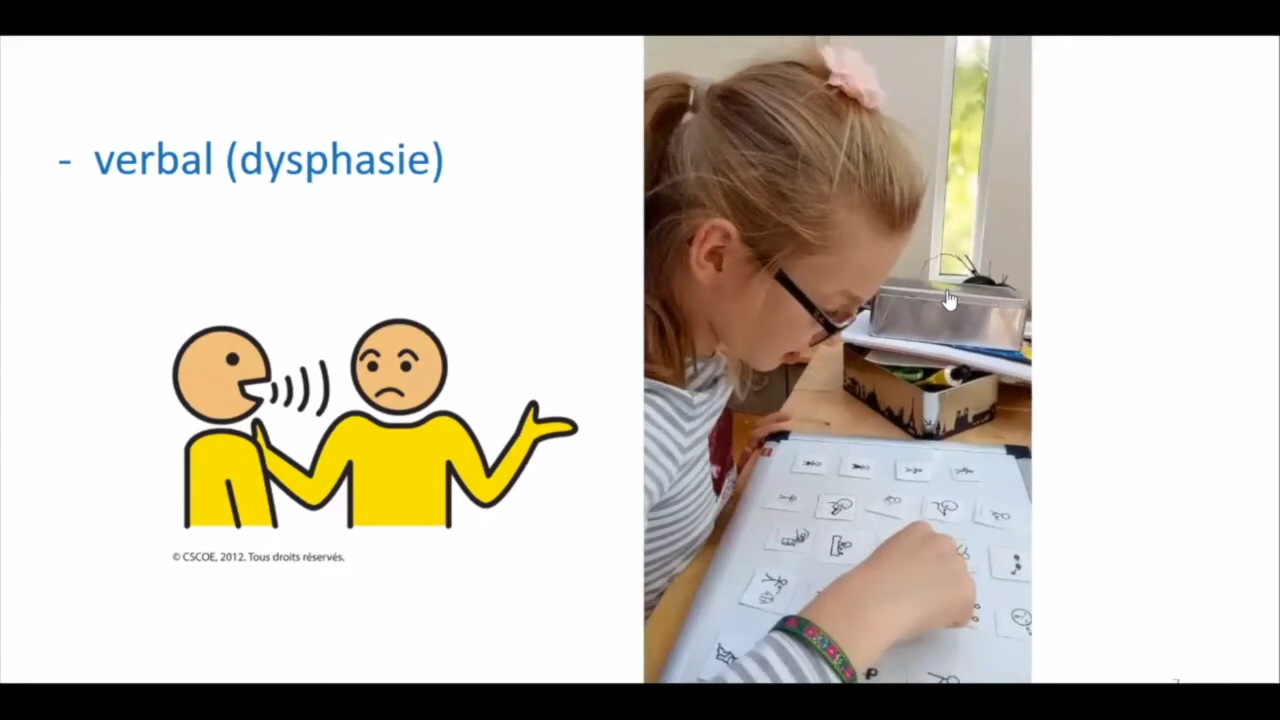 - verbal (dysphasie)
© CSCOE, 2012. Tous droits réservés.